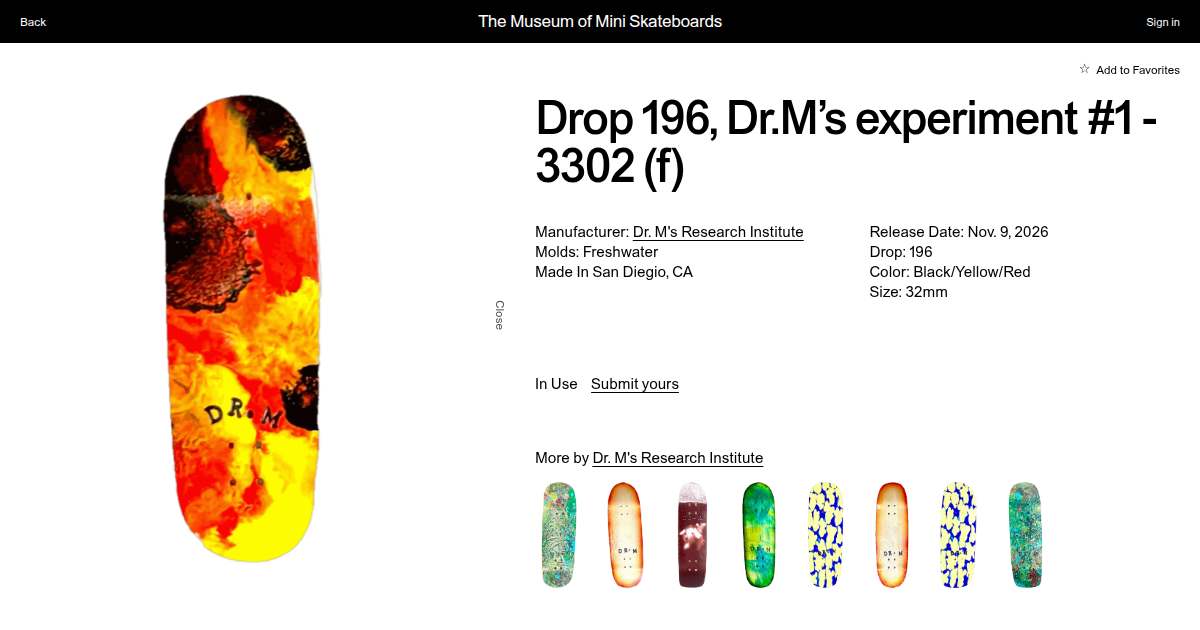 Back
The Museum of Mini Skateboards
Sign in
☆ Add to Favorites
Drop 196, Dr.M’s experiment #1 -
3302 (f)
Manufacturer: Dr. M's Research Institute
Molds: Freshwater
Made In San Diegio, CA
Release Date: Nov. 9, 2026
Drop: 196
Color: Black/Yellow/Red
Size: 32mm
Close
DR.M
In Use Submit yours
More by Dr. M's Research Institute
DR.M
DR.M